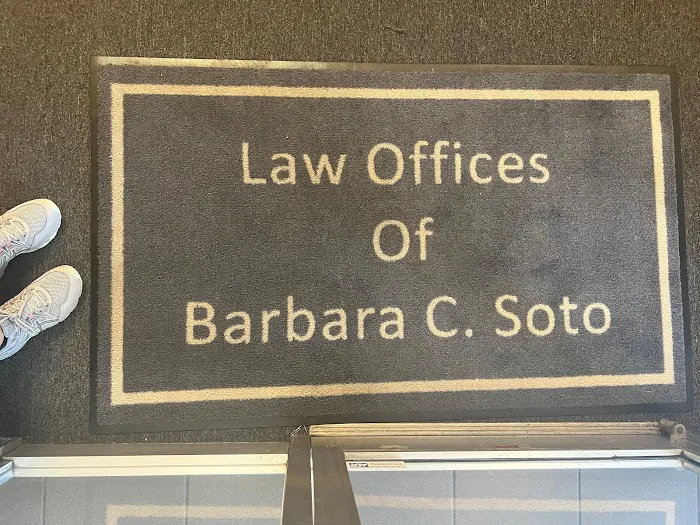 Law Offices
Of
Barbara C. Soto